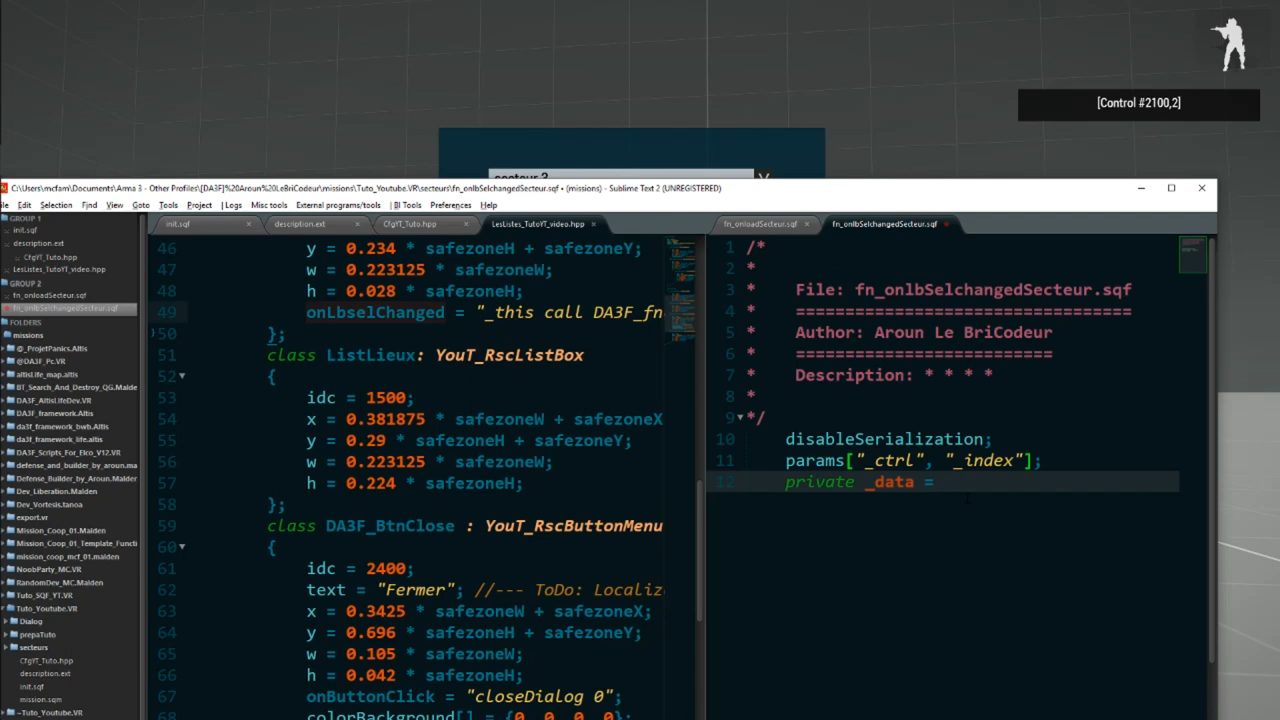 [Control #2100,2]
secteur 3
C:\Users\mcfam\Documents\Arma 3 - Other Profiles\[DA3F]%20Aroun%20LeBriCodeur\missions\Tuto_Youtube.VR\secteurs\fn_onlbSelchangedSecteur.sqf • (missions) - Sublime Text 2 (UNREGISTERED)
Edit Selection Find View Goto Tools Project | Logs Misc tools External programs/tools | BI Tools Preferences Help
GROUP 1
init.sqf
description.ext
CfgYT_Tuto.hpp
LesListes_TutoYT_video.hpp
GROUP 2
fn_onloadSecteur.sqf
fn_onlbSelchangedSecteur.sqf
FOLDERS
missions
@_ProjetPanics.Altis
@DA3F_Pc.VR
altisLife_map.altis
BT_Search_And_Destroy_QG.Malde
DA3F_AltisLifeDev.VR
DA3F_framework.Altis
da3f_framework_bwb.Altis
da3f_framework_life.altis
DA3F_Scripts_For_Elco_V12.VR
defense_and_builder_by_aroun.ma
Defense_Builder_by_Aroun.Malden
Dev_Liberation.Malden
Dev_Vortesis.tanoa
export.vr
Mission_Coop_01.Malden
Mission_Coop_01_Template_Functi
mission_coop_mcf_01.Malden
NoobParty_MC.VR
RandomDev_MC.Malden
Tuto_SQF_YT.VR
Tuto_Youtube.VR
Dialog
prepaTuto
secteurs
CfgYT_Tuto.hpp
description.ext
init.sqf
mission.sqm
~Tuto_Youtube.VR
init.sqf × description.ext × CfgYT_Tuto.hpp × LesListes_TutoYT_video.hpp ×
46 y = 0.234 * safezoneH + safezoneY;
47 w = 0.223125 * safezoneW;
48 h = 0.028 * safezoneH;
49 onLbselChanged = "_this call DA3F_fn
50 };
51 class ListLieux: YouT_RscListBox
52 {
53 idc = 1500;
54 x = 0.381875 * safezoneW + safezoneX
55 y = 0.29 * safezoneH + safezoneY;
56 w = 0.223125 * safezoneW;
57 h = 0.224 * safezoneH;
58 };
59 class DA3F_BtnClose : YouT_RscButtonMenu
60 {
61 idc = 2400;
62 text = "Fermer"; //--- ToDo: Localiz
63 x = 0.3425 * safezoneW + safezoneX;
64 y = 0.696 * safezoneH + safezoneY;
65 w = 0.105 * safezoneW;
66 h = 0.042 * safezoneH;
67 onButtonClick = "closeDialog 0";
68 colorBackground[] = {0, 0, 0, 0};
fn_onloadSecteur.sqf × fn_onlbSelchangedSecteur.sqf •
1 /*
2 *
3 * File: fn_onlbSelchangedSecteur.sqf
4 * ===============================
5 * Author: Aroun Le BriCodeur
6 * =========================
7 * Description: * * * *
8 *
9 */
10 disableSerialization;
11 params["_ctrl", "_index"];
12 private _data =